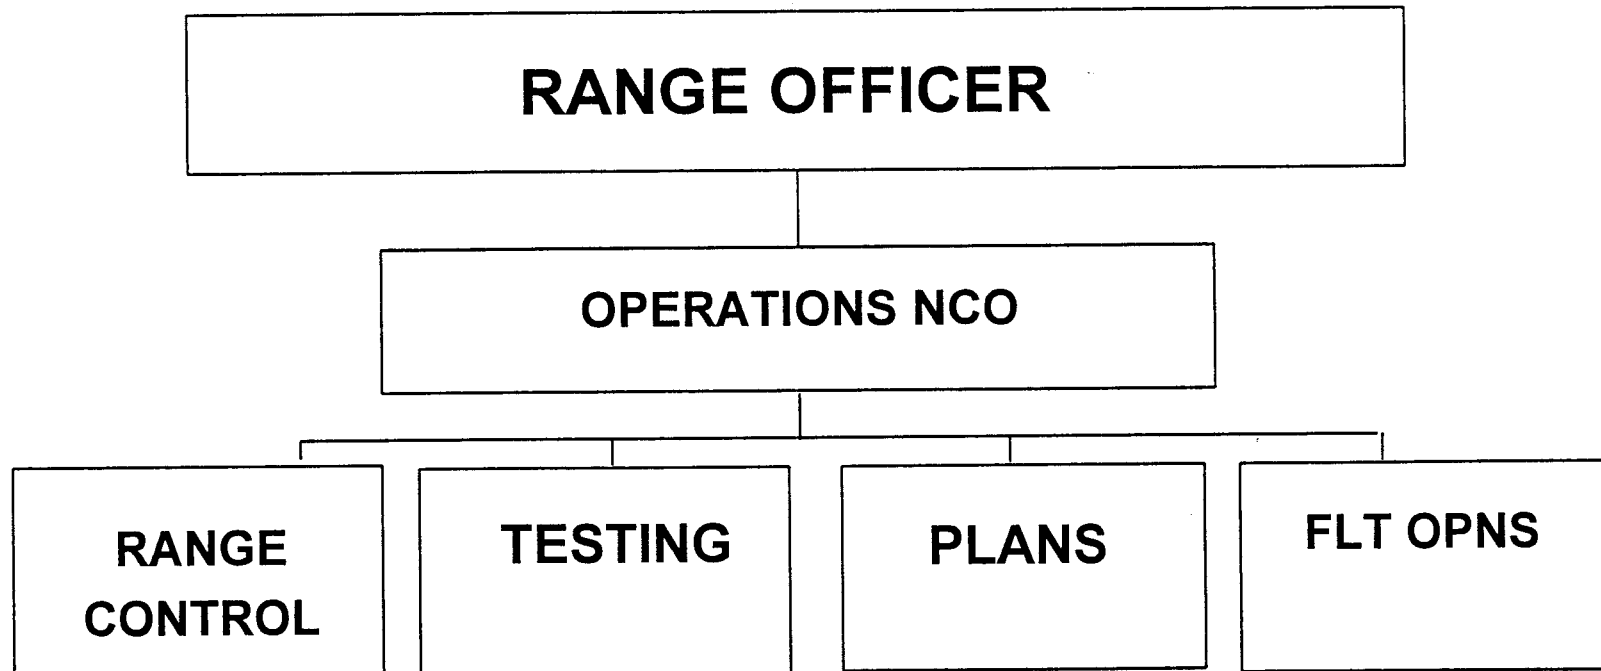 RANGE OFFICER
OPERATIONS NCO
RANGE
CONTROL
TESTING
PLANS
FLT OPNS